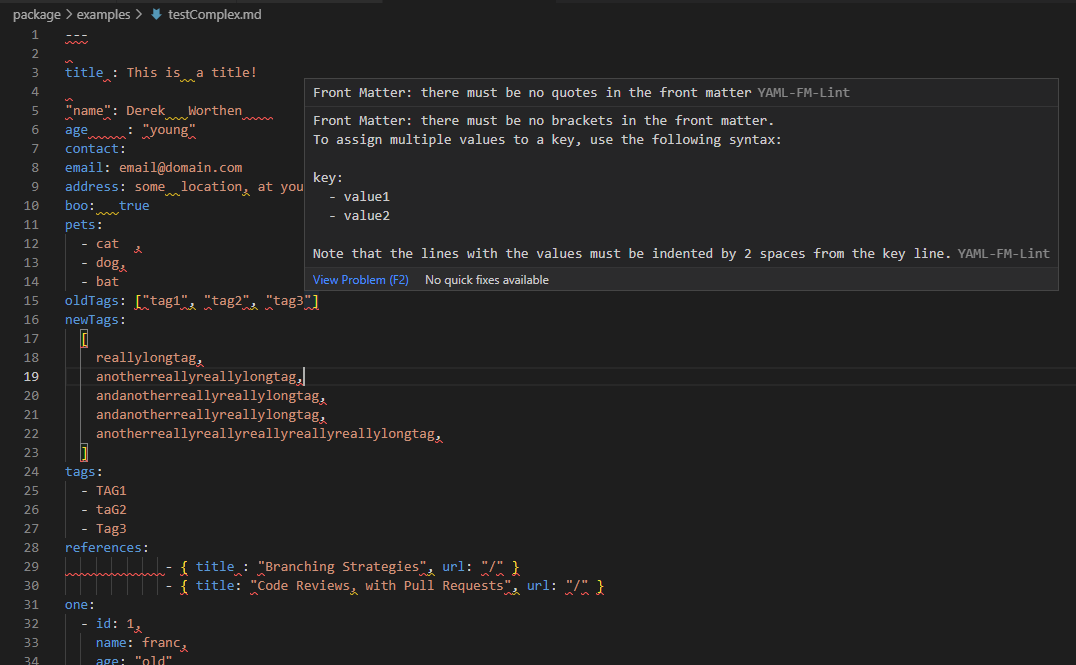 package > examples > testComplex.md
1 ---
2
3 title : This is  a title!
4
5 "name": Derek   Worthen
6 age     : "young"
7 contact:
8 email: email@domain.com
9 address: some  location, at you
10 boo:   true
11 pets:
12   - cat  ,
13   - dog,
14   - bat
15 oldTags: ["tag1", "tag2", "tag3"]
16 newTags:
17   [
18     reallylongtag,
19     anotherreallyreallylongtag,
20     andanotherreallyreallylongtag,
21     andanotherreallyreallylongtag,
22     anotherreallyreallyreallyreallyreallylongtag,
23   ]
24 tags:
25   - TAG1
26   - taG2
27   - Tag3
28 references:
29              - { title : "Branching Strategies", url: "/" }
30              - { title: "Code Reviews, with Pull Requests", url: "/" }
31 one:
32   - id: 1,
33     name: franc,
34     age: "old"
Front Matter: there must be no quotes in the front matter YAML-FM-Lint
Front Matter: there must be no brackets in the front matter.
To assign multiple values to a key, use the following syntax:
key:
  - value1
  - value2
Note that the lines with the values must be indented by 2 spaces from the key line. YAML-FM-Lint
View Problem (F2) No quick fixes available